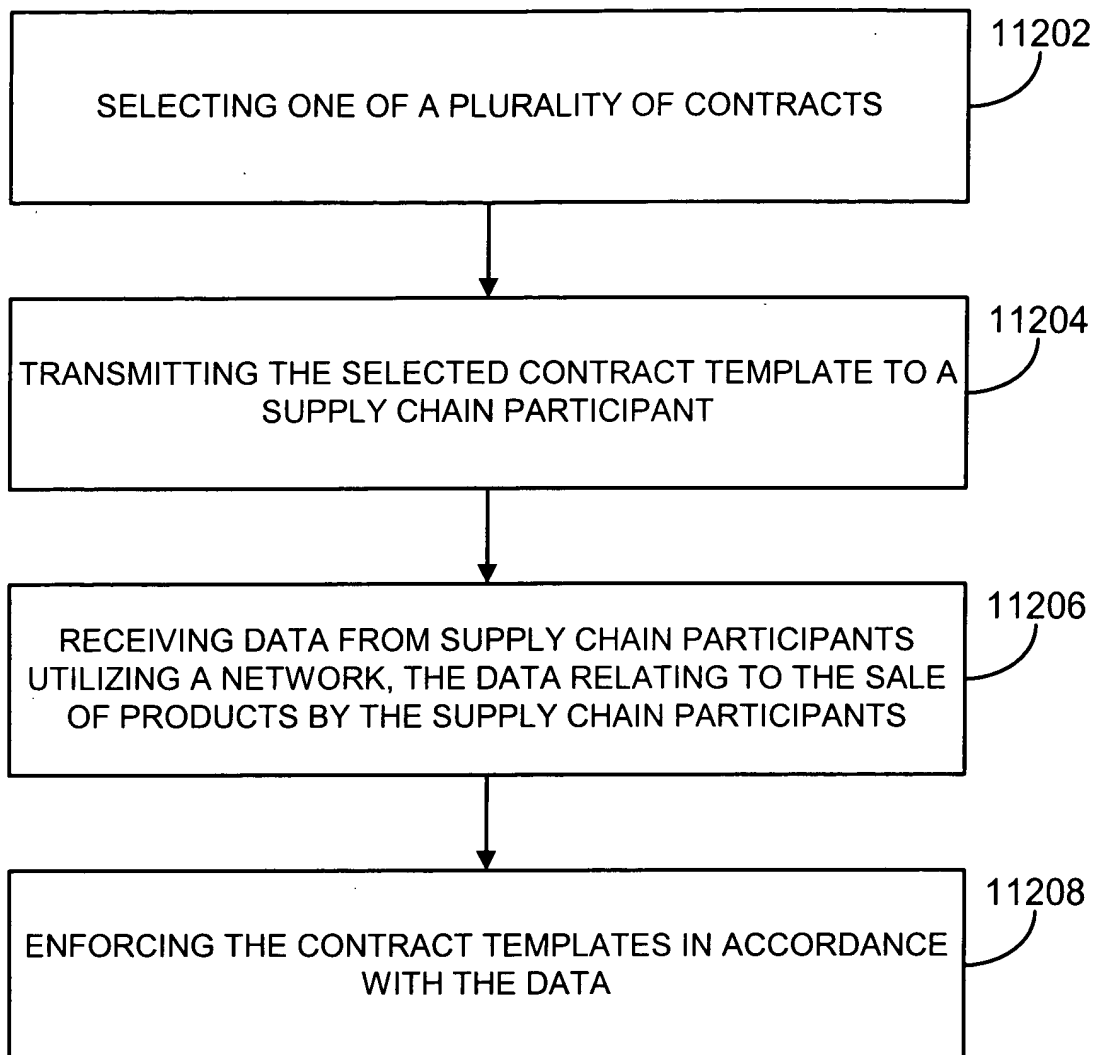 11202
SELECTING ONE OF A PLURALITY OF CONTRACTS
11204
TRANSMITTING THE SELECTED CONTRACT TEMPLATE TO A
SUPPLY CHAIN PARTICIPANT
11206
RECEIVING DATA FROM SUPPLY CHAIN PARTICIPANTS
UTILIZING A NETWORK, THE DATA RELATING TO THE SALE
OF PRODUCTS BY THE SUPPLY CHAIN PARTICIPANTS
11208
ENFORCING THE CONTRACT TEMPLATES IN ACCORDANCE
WITH THE DATA